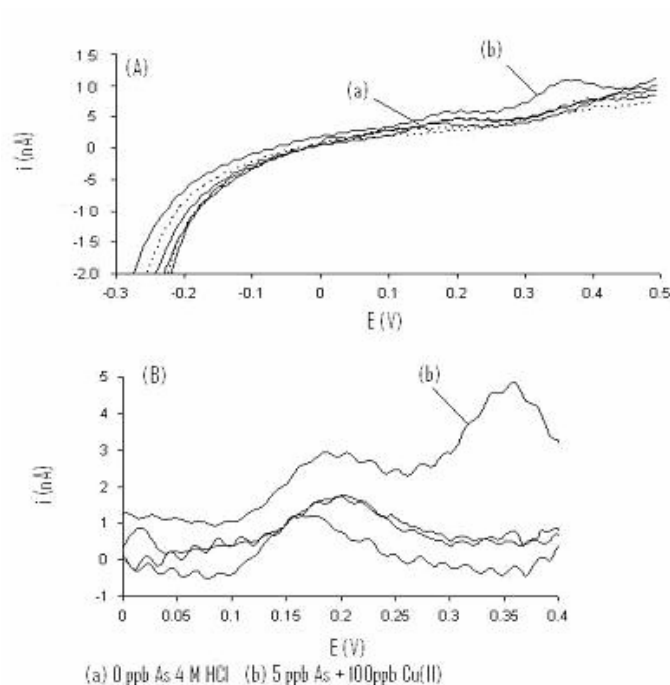 (A)
(b)
(a)
i (nA)
15
10
5
0
-5
-10
-15
-2.0
-0.3 -0.2 -0.1 0 0.1 0.2 0.3 0.4 0.5
E (V)
(B)
(b)
i (nA)
5
4
3
2
1
0
-1
0 0.05 0.1 0.15 0.2 0.25 0.3 0.35 0.4
E (V)
(a) 0 ppb As 4 M HCl (b) 5 ppb As + 100ppb Cu(II)